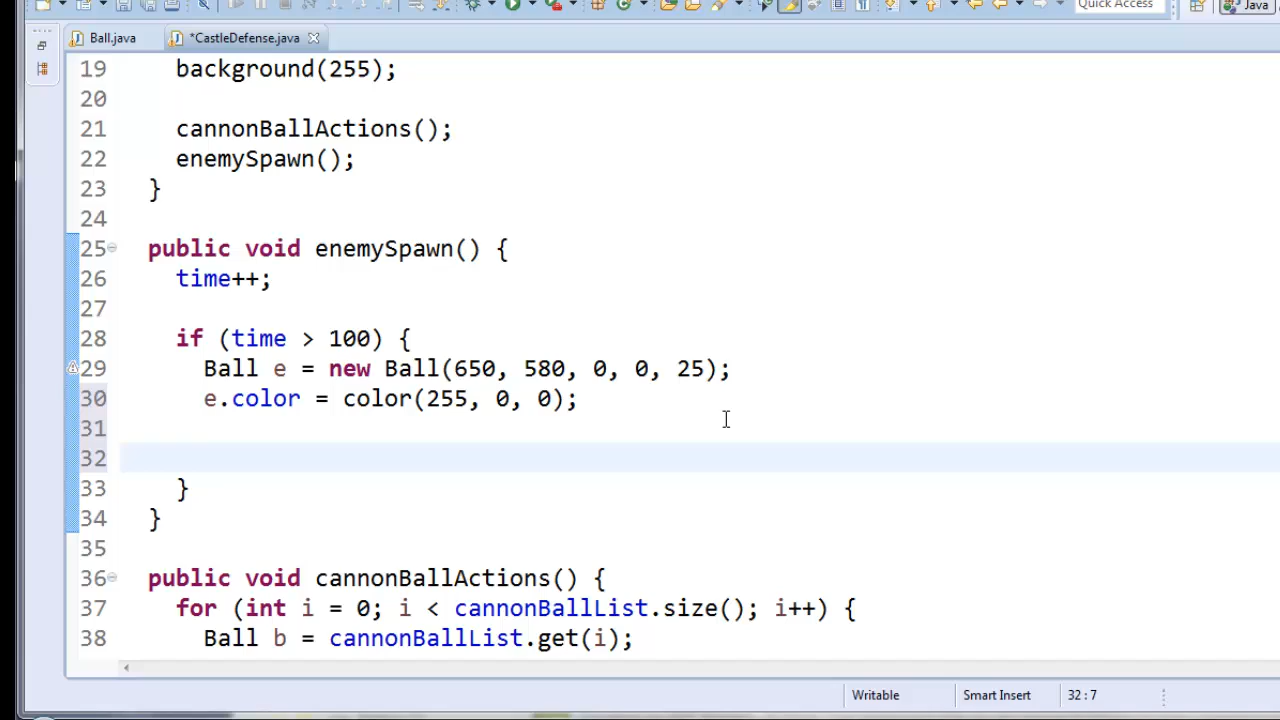 Quick Access
Java
Ball.java
*CastleDefense.java
19 background(255);
20
21 cannonBallActions();
22 enemySpawn();
23 }
24
25 public void enemySpawn() {
26 time++;
27
28 if (time > 100) {
29 Ball e = new Ball(650, 580, 0, 0, 25);
30 e.color = color(255, 0, 0);
31
32
33 }
34 }
35
36 public void cannonBallActions() {
37 for (int i = 0; i < cannonBallList.size(); i++) {
38 Ball b = cannonBallList.get(i);
Writable
Smart Insert
32 : 7